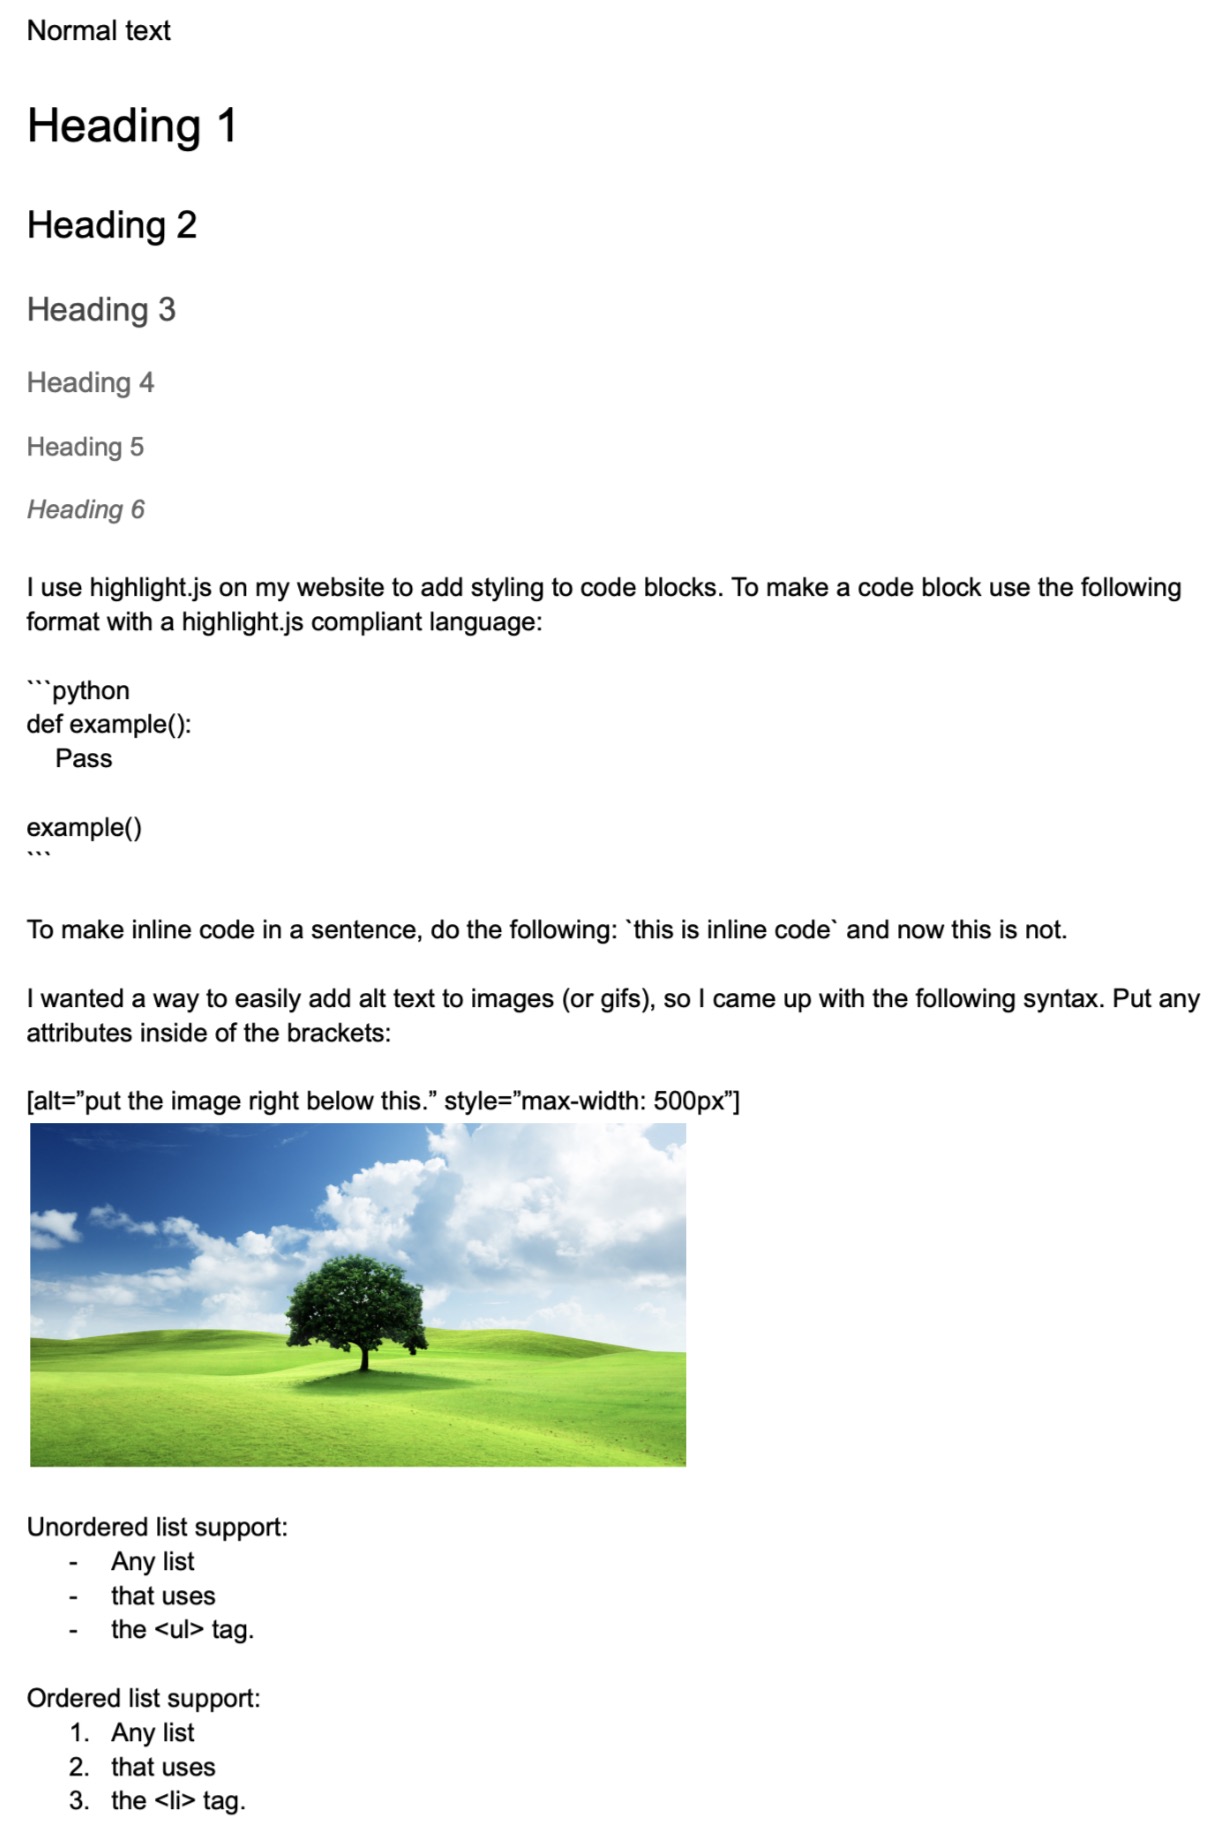 Normal text
Heading 1
Heading 2
Heading 3
Heading 4
Heading 5
Heading 6
I use highlight.js on my website to add styling to code blocks. To make a code block use the following
format with a highlight.js compliant language:
```python
def example():
    Pass
example()
```
To make inline code in a sentence, do the following: `this is inline code` and now this is not.
I wanted a way to easily add alt text to images (or gifs), so I came up with the following syntax. Put any
attributes inside of the brackets:
[alt=”put the image right below this.” style=”max-width: 500px”]
Unordered list support:
- Any list
- that uses
- the <ul> tag.
Ordered list support:
1. Any list
2. that uses
3. the <li> tag.